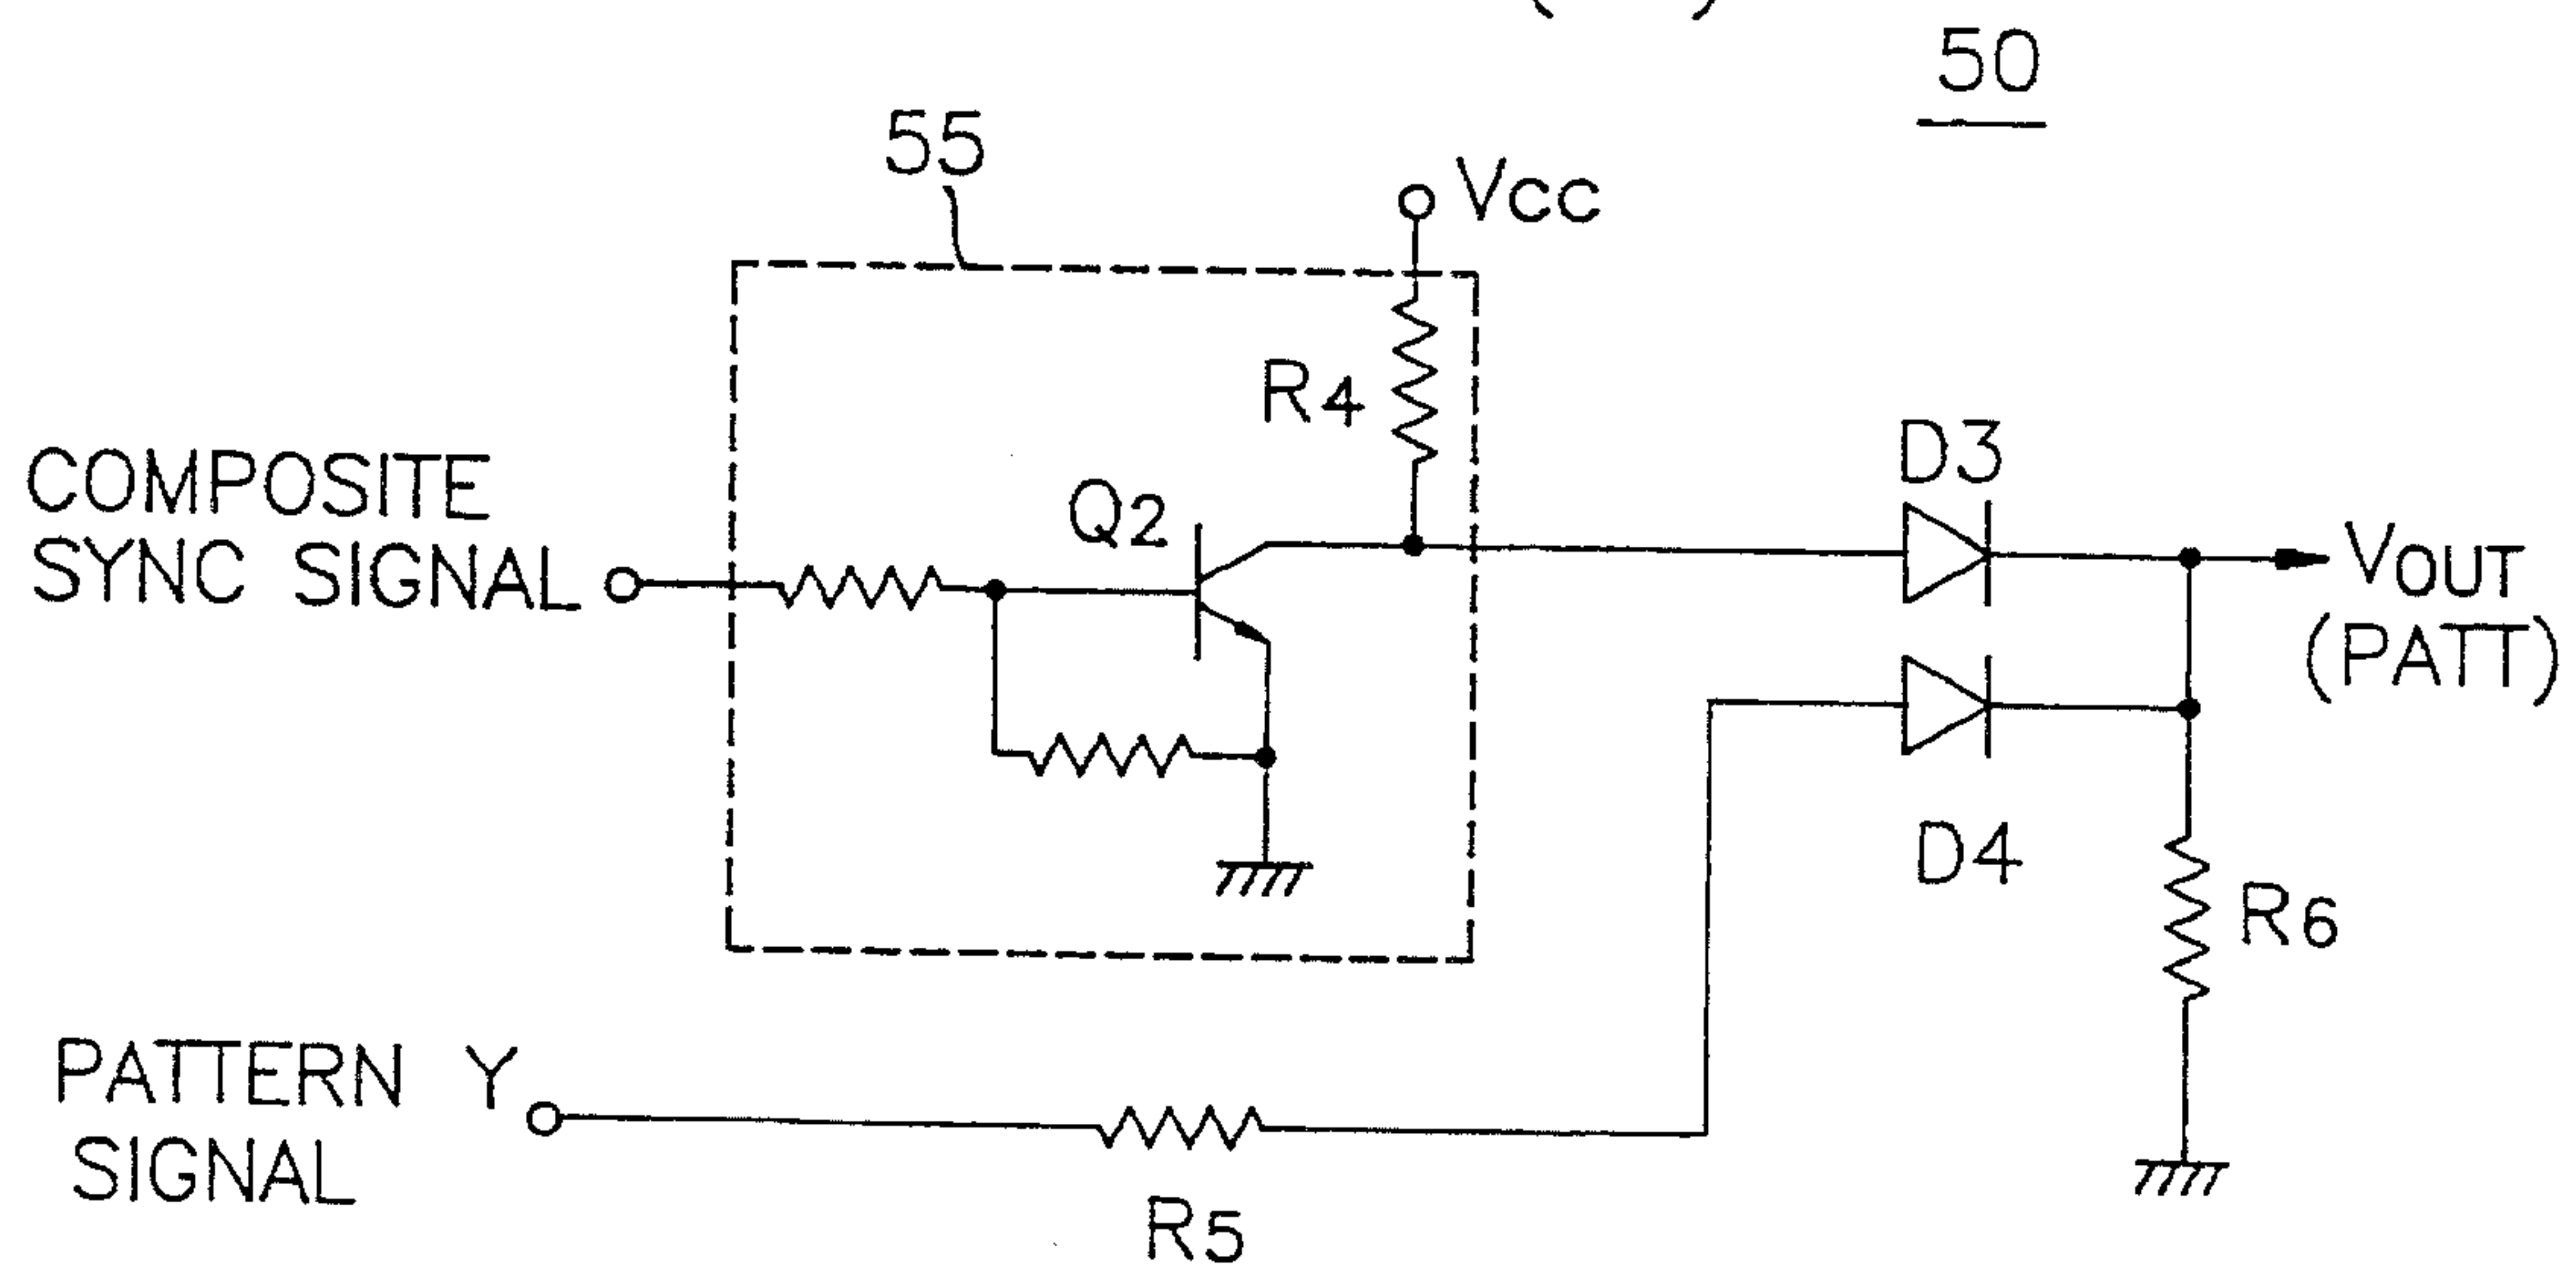 50
55
VCC
R4
COMPOSITE
SYNC SIGNAL
Q2
D3
VOUT
(PATT)
D4
R6
PATTERN Y
SIGNAL
R5